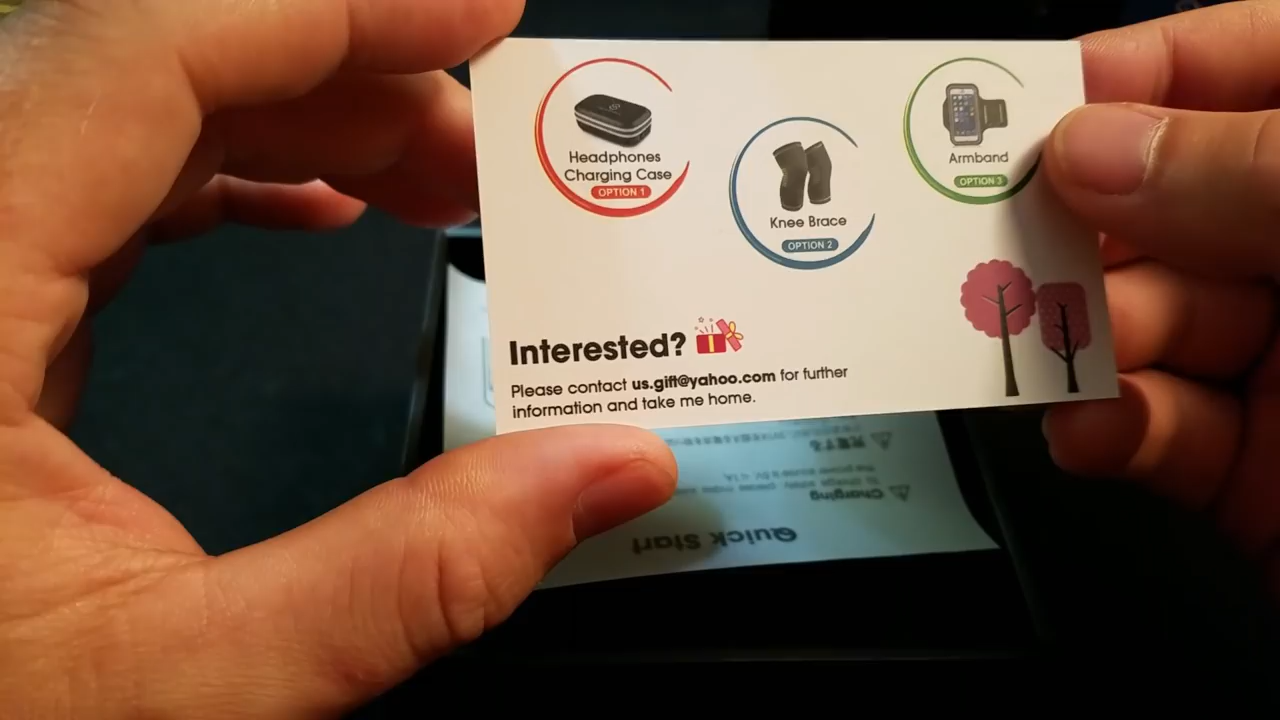 Headphones
Charging Case
OPTION 1
Knee Brace
OPTION 2
Armband
OPTION 3
Interested?
Please contact us.gift@yahoo.com for further
information and take me home.
Quick Start
Charging